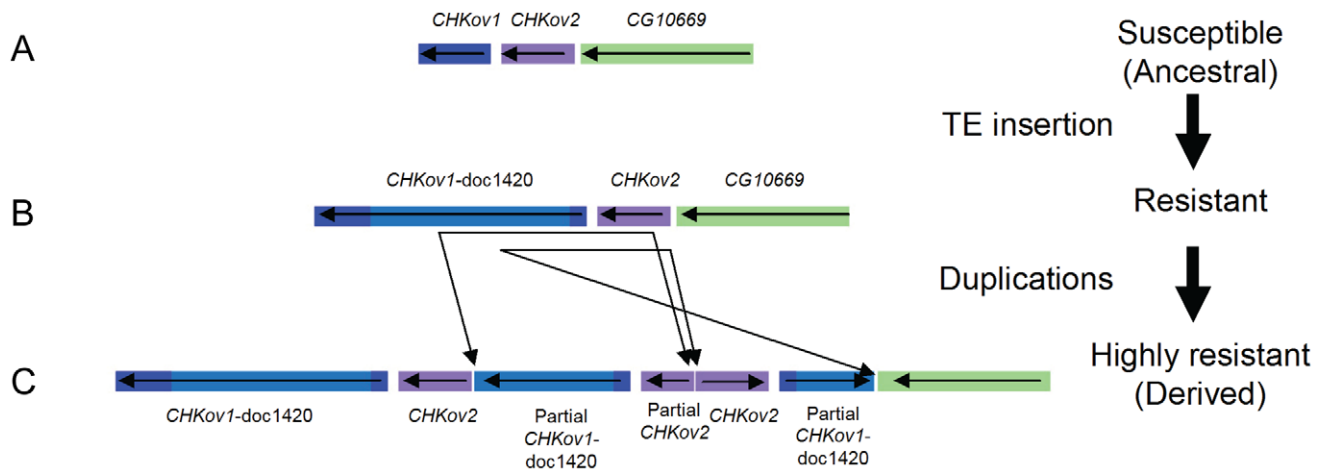 A
CHKov1 CHKov2 CG10669
Susceptible
(Ancestral)
TE insertion
B
CHKov1-doc1420 CHKov2 CG10669
Resistant
Duplications
C
Highly resistant
(Derived)
CHKov1-doc1420
CHKov2
Partial
CHKov1-
doc1420
Partial
CHKov2
CHKov2
Partial
CHKov1-
doc1420